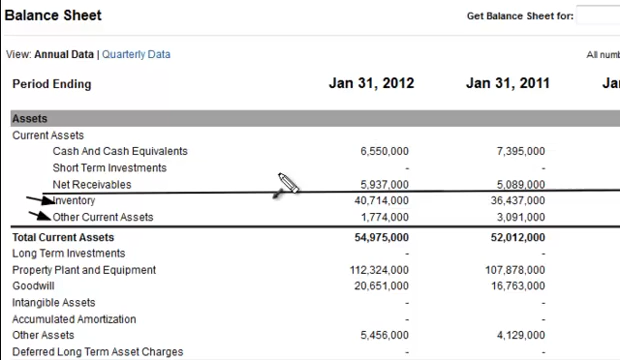 Balance Sheet
Get Balance Sheet for:
View: Annual Data | Quarterly Data
All numb
Period Ending Jan 31, 2012 Jan 31, 2011 Ja
Assets
Current Assets
Cash And Cash Equivalents 6,550,000 7,395,000
Short Term Investments - -
Net Receivables 5,937,000 5,089,000
Inventory 40,714,000 36,437,000
Other Current Assets 1,774,000 3,091,000
Total Current Assets 54,975,000 52,012,000
Long Term Investments - -
Property Plant and Equipment 112,324,000 107,878,000
Goodwill 20,651,000 16,763,000
Intangible Assets - -
Accumulated Amortization - -
Other Assets 5,456,000 4,129,000
Deferred Long Term Asset Charges - -